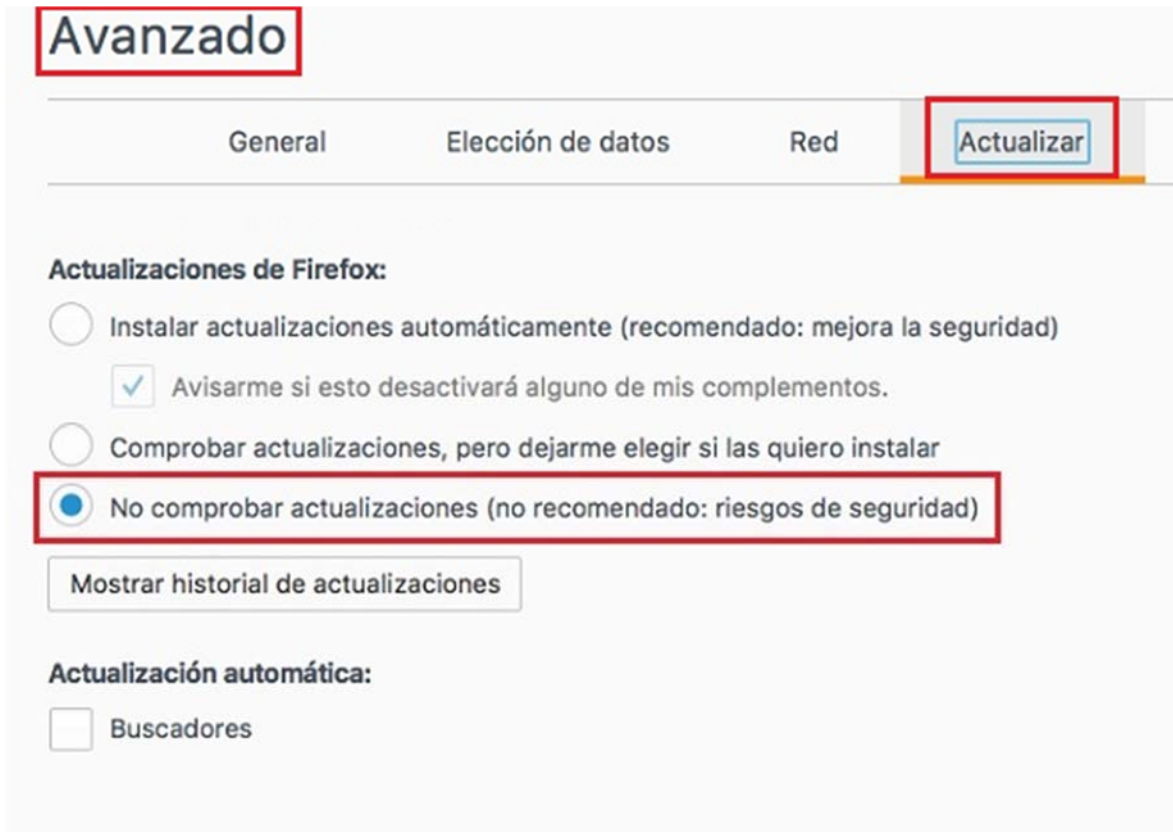 Avanzado
General Elección de datos Red Actualizar
Actualizaciones de Firefox:
Instalar actualizaciones automáticamente (recomendado: mejora la seguridad)
Avisarme si esto desactivará alguno de mis complementos.
Comprobar actualizaciones, pero dejarme elegir si las quiero instalar
No comprobar actualizaciones (no recomendado: riesgos de seguridad)
Mostrar historial de actualizaciones
Actualización automática:
Buscadores